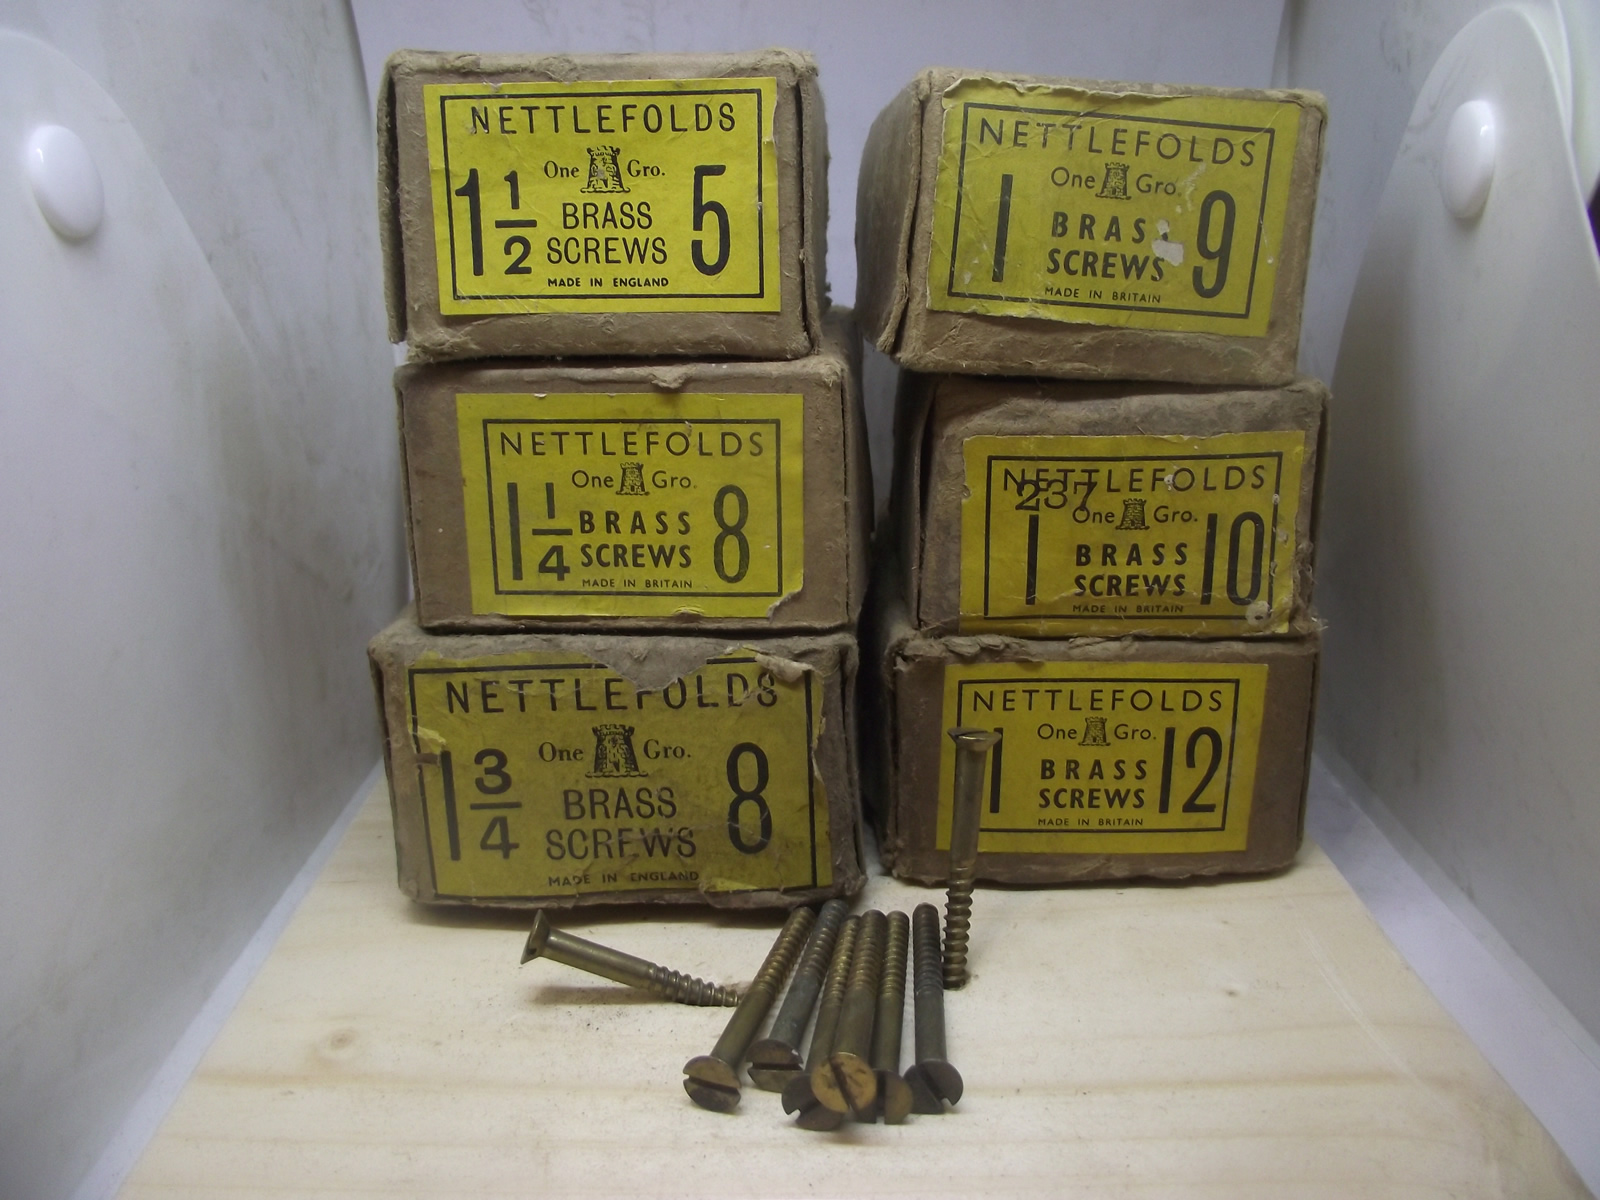 NETTLEFOLDS
One Gro.
1 1/2 BRASS SCREWS 5
MADE IN ENGLAND
NETTLEFOLDS
One Gro.
1 1/4 BRASS SCREWS 8
MADE IN BRITAIN
NETTLEFOLDS
One Gro.
1 3/4 BRASS SCREWS 8
MADE IN ENGLAND
NETTLEFOLDS
One Gro.
1 BRASS SCREWS 9
MADE IN BRITAIN
NETTLEFOLDS
237
One Gro.
1 BRASS SCREWS 10
MADE IN BRITAIN
NETTLEFOLDS
One Gro.
1 BRASS SCREWS 12
MADE IN BRITAIN